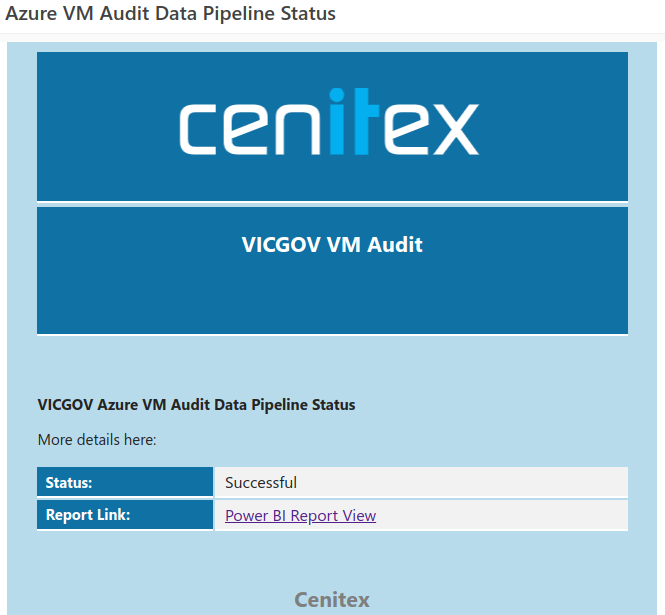 Azure VM Audit Data Pipeline Status
cenitex
VICGOV VM Audit
VICGOV Azure VM Audit Data Pipeline Status
More details here:
Status: Successful
Report Link: Power BI Report View
Cenitex